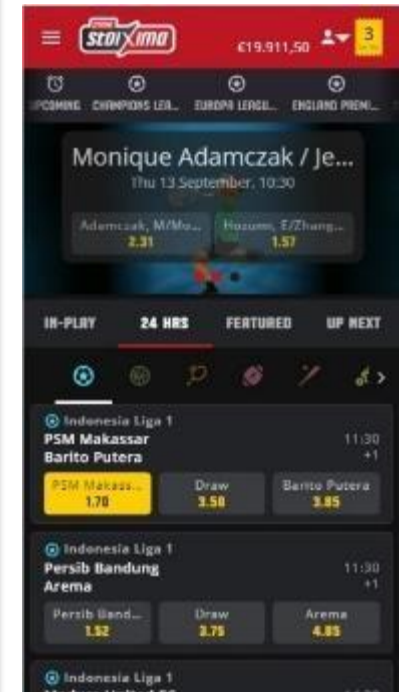 stoiXima
€19.911,50
3
UPCOMING CHAMPIONS LEA... EUROPA LEAGU... ENGLAND PREMI...
Monique Adamczak / Je...
Thu 13 September, 10:30
Adamczak, M/Mo... Hozumi, E/Zhang...
2.31 1.57
IN-PLAY 24 HRS FEATURED UP NEXT
Indonesia Liga 1
PSM Makassar 11:30
Barito Putera +1
PSM Makass... Draw Barito Putera
1.70 3.50 3.85
Indonesia Liga 1
Persib Bandung 11:30
Arema +1
Persib Band... Draw Arema
1.52 3.75 4.85
Indonesia Liga 1